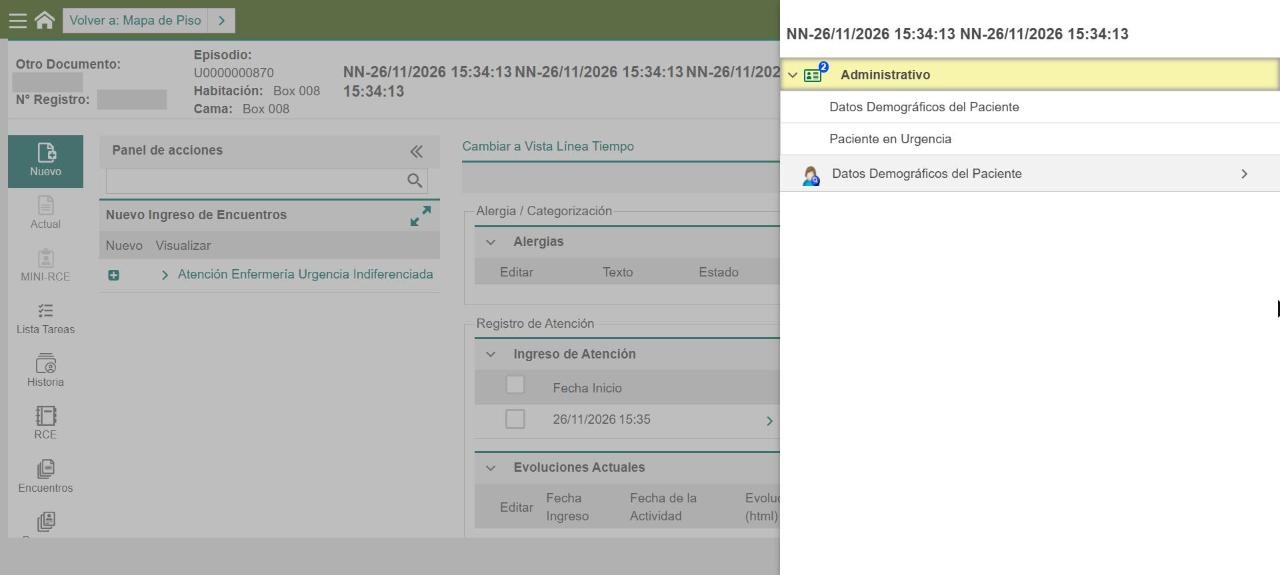 Volver a: Mapa de Piso
Otro Documento:
N° Registro:
Episodio:
U0000000870
Habitación: Box 008
Cama: Box 008
NN-26/11/2026 15:34:13 NN-26/11/2026 15:34:13 NN-26/11/202
15:34:13
Nuevo
Actual
MINI-RCE
Lista Tareas
Historia
RCE
Encuentros
Panel de acciones
Nuevo Ingreso de Encuentros
Nuevo Visualizar
Atención Enfermería Urgencia Indiferenciada
Cambiar a Vista Línea Tiempo
Alergia / Categorización
Alergias
Editar Texto Estado
Registro de Atención
Ingreso de Atención
Fecha Inicio
26/11/2026 15:35
Evoluciones Actuales
Editar Fecha Ingreso Fecha de la Actividad Evoluc (html)
NN-26/11/2026 15:34:13 NN-26/11/2026 15:34:13
2
Administrativo
Datos Demográficos del Paciente
Paciente en Urgencia
Datos Demográficos del Paciente